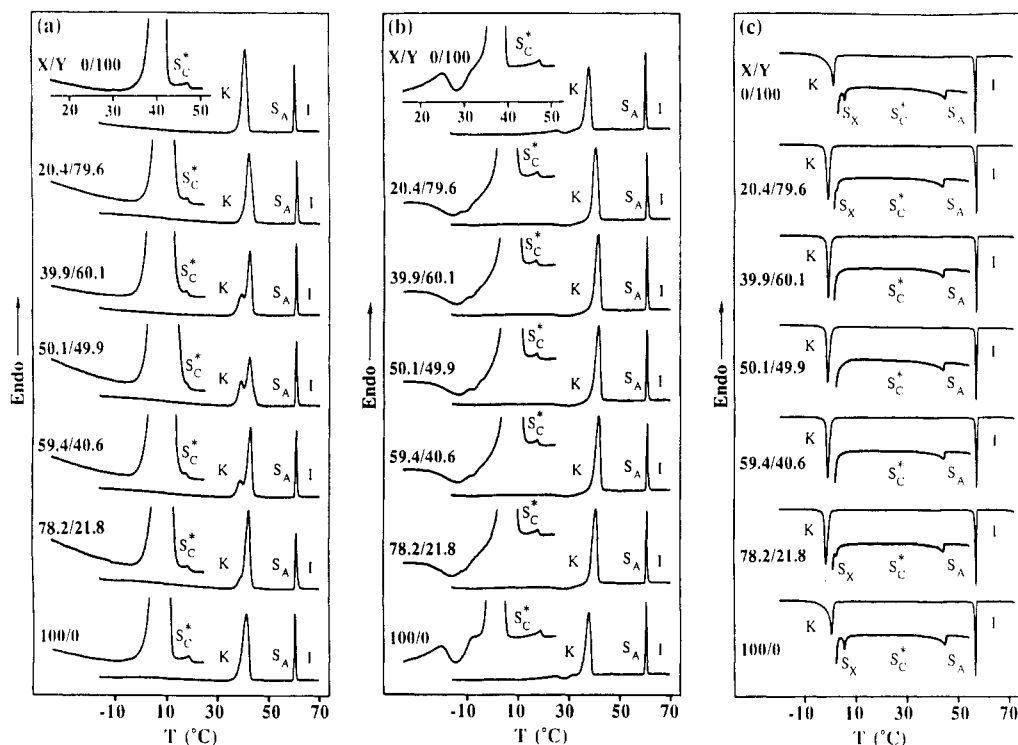 (a)
X/Y 0/100
S_C^*
K
S_A
I
20 30 40 50
20.4/79.6
S_C^*
K
S_A
I
39.9/60.1
S_C^*
K
S_A
I
50.1/49.9
S_C^*
K
S_A
I
59.4/40.6
S_C^*
K
S_A
I
78.2/21.8
S_C^*
K
S_A
I
100/0
S_C^*
K
S_A
I
Endo
-10 10 30 50 70
T (°C)
(b)
X/Y 0/100
S_C^*
K
S_A
I
20 30 40 50
20.4/79.6
S_C^*
K
S_A
I
39.9/60.1
S_C^*
K
S_A
I
50.1/49.9
S_C^*
K
S_A
I
59.4/40.6
S_C^*
K
S_A
I
78.2/21.8
S_C^*
K
S_A
I
100/0
S_C^*
K
S_A
I
Endo
-10 10 30 50 70
T (°C)
(c)
X/Y
0/100
K
S_X
S_C^*
S_A
I
20.4/79.6
K
S_X
S_C^*
S_A
I
39.9/60.1
K
S_C^*
S_A
I
50.1/49.9
K
S_C^*
S_A
I
59.4/40.6
K
S_C^*
S_A
I
78.2/21.8
K
S_X
S_C^*
S_A
I
100/0
K
S_X
S_C^*
S_A
I
Endo
-10 10 30 50 70
T (°C)